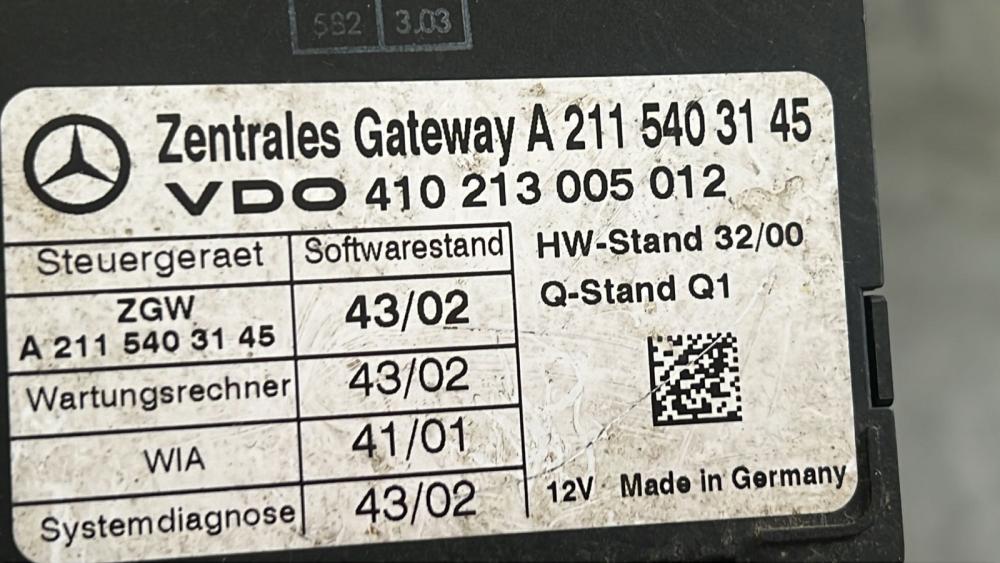 582 3.03
Zentrales Gateway A 211 540 31 45
VDO 410 213 005 012
Steuergeraet Softwarestand
HW-Stand 32/00
Q-Stand Q1
ZGW
A 211 540 31 45 43/02
Wartungsrechner 43/02
WIA 41/01
Systemdiagnose 43/02
12V Made in Germany